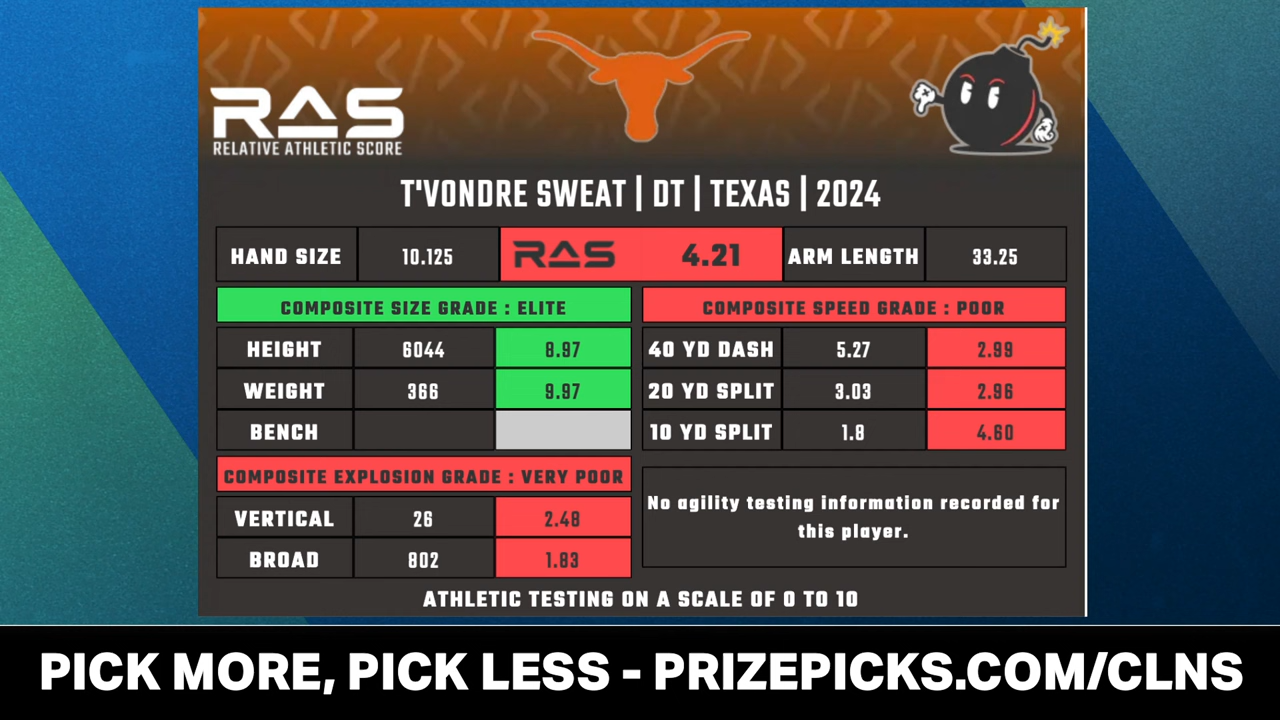 RAS
RELATIVE ATHLETIC SCORE
T'VONDRE SWEAT | DT | TEXAS | 2024
HAND SIZE 10.125 RAS 4.21 ARM LENGTH 33.25
COMPOSITE SIZE GRADE : ELITE
HEIGHT 6044 8.97
WEIGHT 366 9.97
BENCH
COMPOSITE SPEED GRADE : POOR
40 YD DASH 5.27 2.99
20 YD SPLIT 3.03 2.96
10 YD SPLIT 1.8 4.60
COMPOSITE EXPLOSION GRADE : VERY POOR
VERTICAL 26 2.48
BROAD 802 1.83
No agility testing information recorded for
this player.
ATHLETIC TESTING ON A SCALE OF 0 TO 10
PICK MORE, PICK LESS - PRIZEPICKS.COM/CLNS